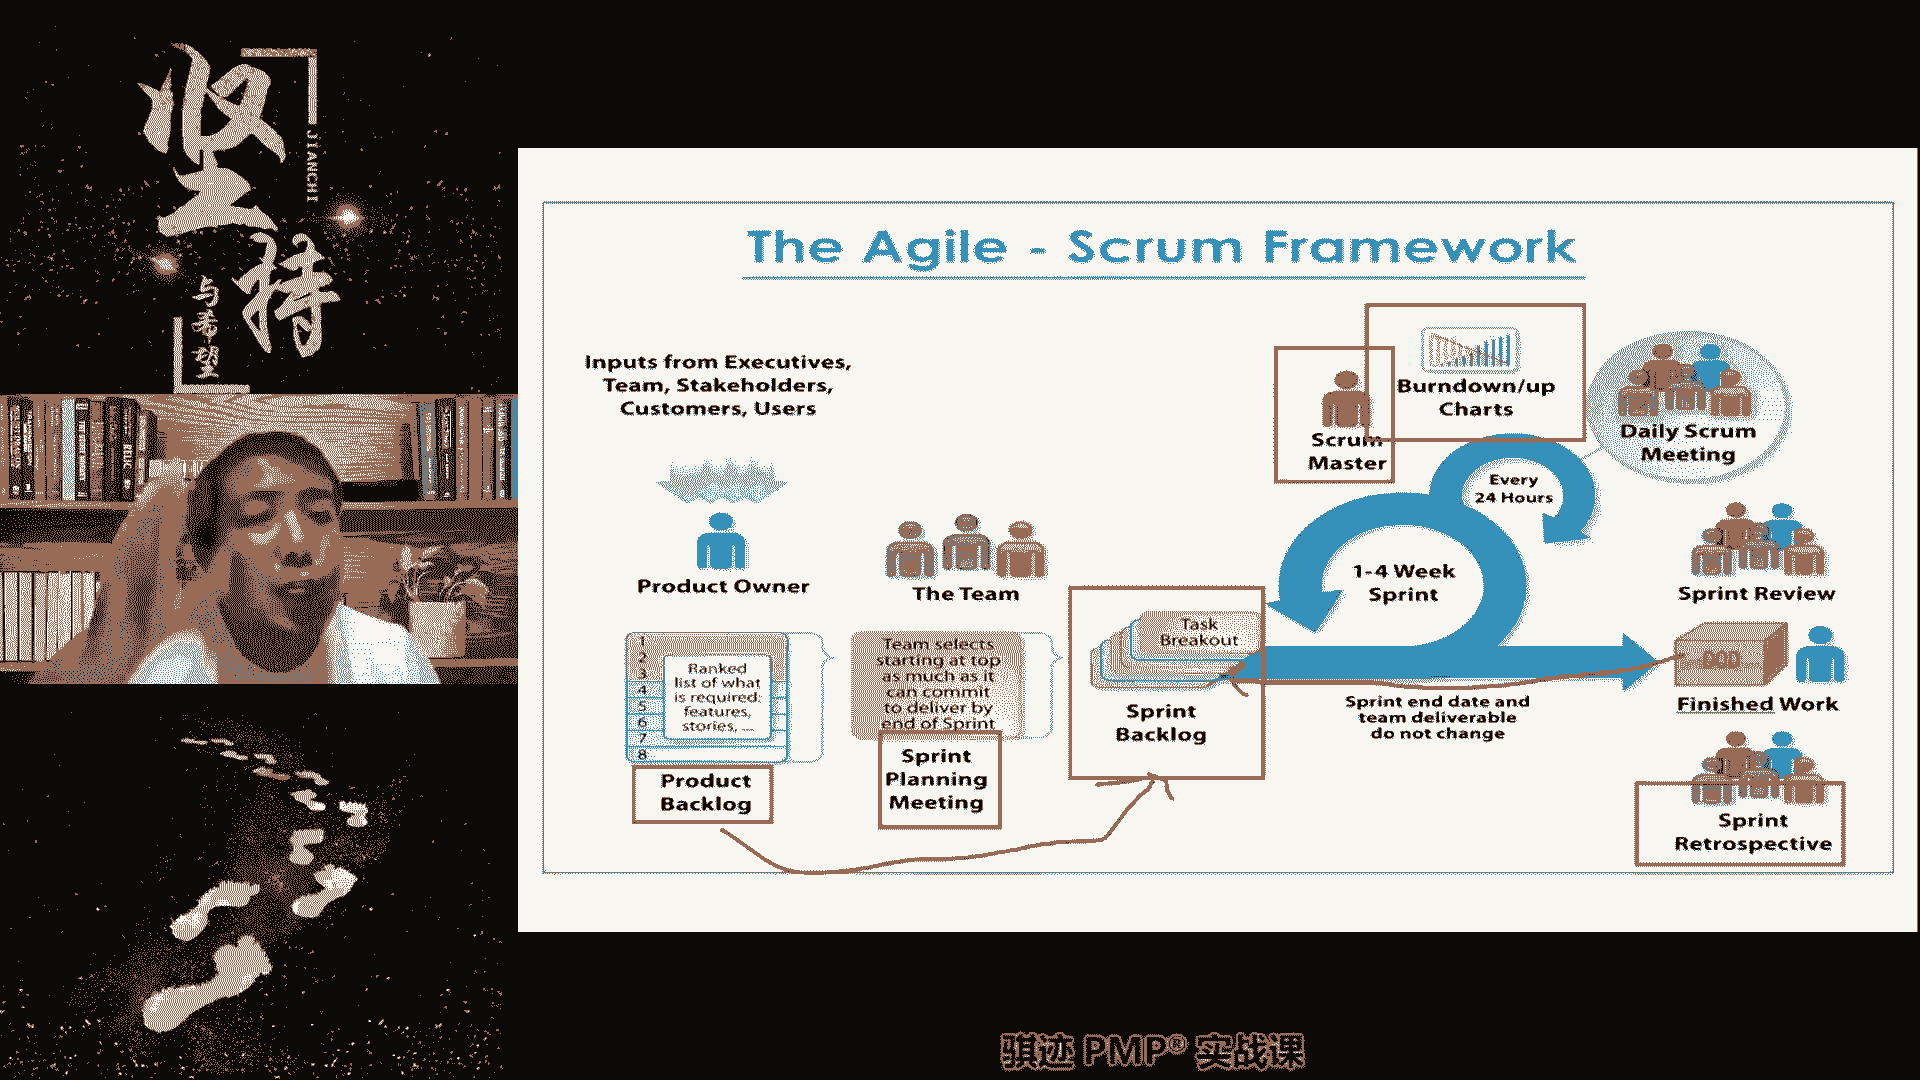 坚持
JIANCHI
与希望
The Agile - Scrum Framework
Inputs from Executives,
Team, Stakeholders,
Customers, Users
Product Owner
The Team
1
2
3
4
5
6
7
8
Ranked
list of what
is required:
features,
stories, ...
Product
Backlog
Team selects
starting at top
as much as it
can commit
to deliver by
end of Sprint
Sprint
Planning
Meeting
Task
Breakout
Sprint
Backlog
Scrum
Master
Burndown/up
Charts
Every
24 Hours
1-4 Week
Sprint
Sprint end date and
team deliverable
do not change
Daily Scrum
Meeting
Sprint Review
DOD
Finished Work
Sprint
Retrospective
骐迹 PMP® 实战课